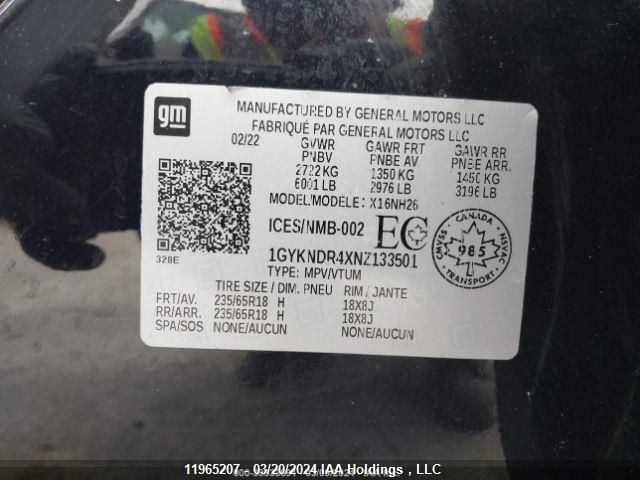 gm
MANUFACTURED BY GENERAL MOTORS LLC
FABRIQUÉ PAR GENERAL MOTORS LLC
02/22 GVWR GAWR FRT GAWR RR
PNBV PNBE AV PNBE ARR.
2722 KG 1350 KG 1450 KG
6001 LB 2976 LB 3196 LB
MODEL/MODÈLE: X16NH26
ICES/NMB-002 EC
CANADA CMVSS NSVAC 985
1GYKNDR4XNZ133501
328E
TYPE: MPV/VTUM
TIRE SIZE / DIM. PNEU RIM / JANTE
FRT/AV. 235/65R18 H 18X8J
RR/ARR. 235/65R18 H 18X8J
SPA/SOS NONE/AUCUN NONE/AUCUN
11965207 - 03/20/2024 IAA Holdings , LLC